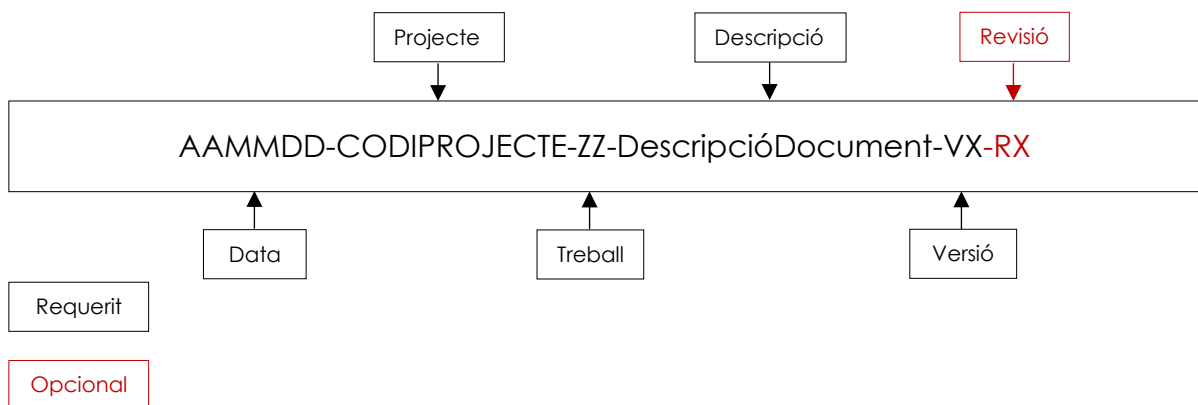 Projecte
Descripció
Revisió
AAMMDD-CODIPROJECTE-ZZ-DescripcióDocument-VX-RX
Data
Treball
Versió
Requerit
Opcional